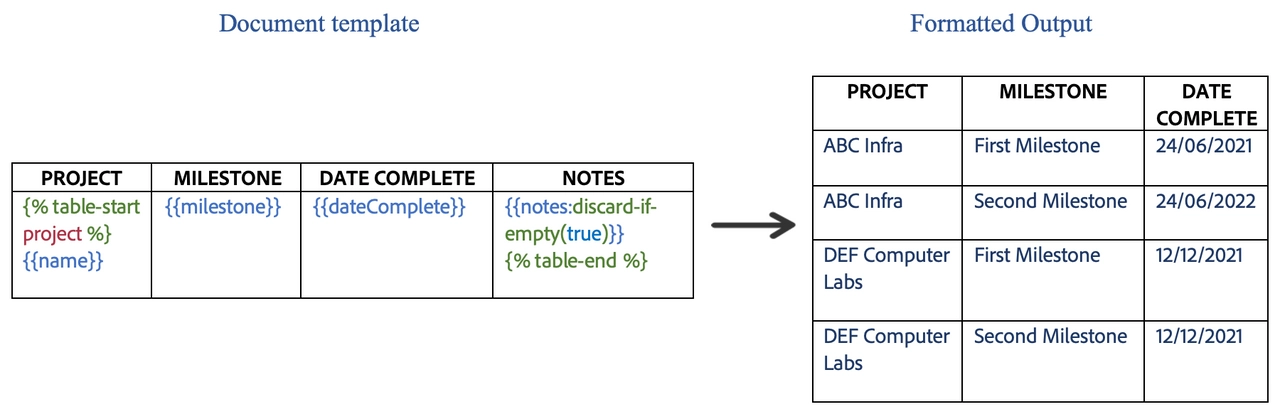 Document template
Formatted Output
PROJECT MILESTONE DATE COMPLETE NOTES
{% table-start {{milestone}} {{dateComplete}} {{notes:discard-if-
project %} empty(true)}}
{{name}} {% table-end %}
PROJECT MILESTONE DATE
COMPLETE
ABC Infra First Milestone 24/06/2021
ABC Infra Second Milestone 24/06/2022
DEF Computer First Milestone 12/12/2021
Labs
DEF Computer Second Milestone 12/12/2021
Labs